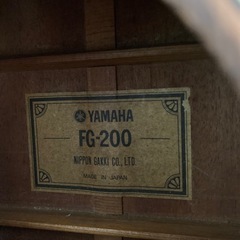 YAMAHA
FG-200
NIPPON GAKKI CO., LTD.
MADE IN JAPAN